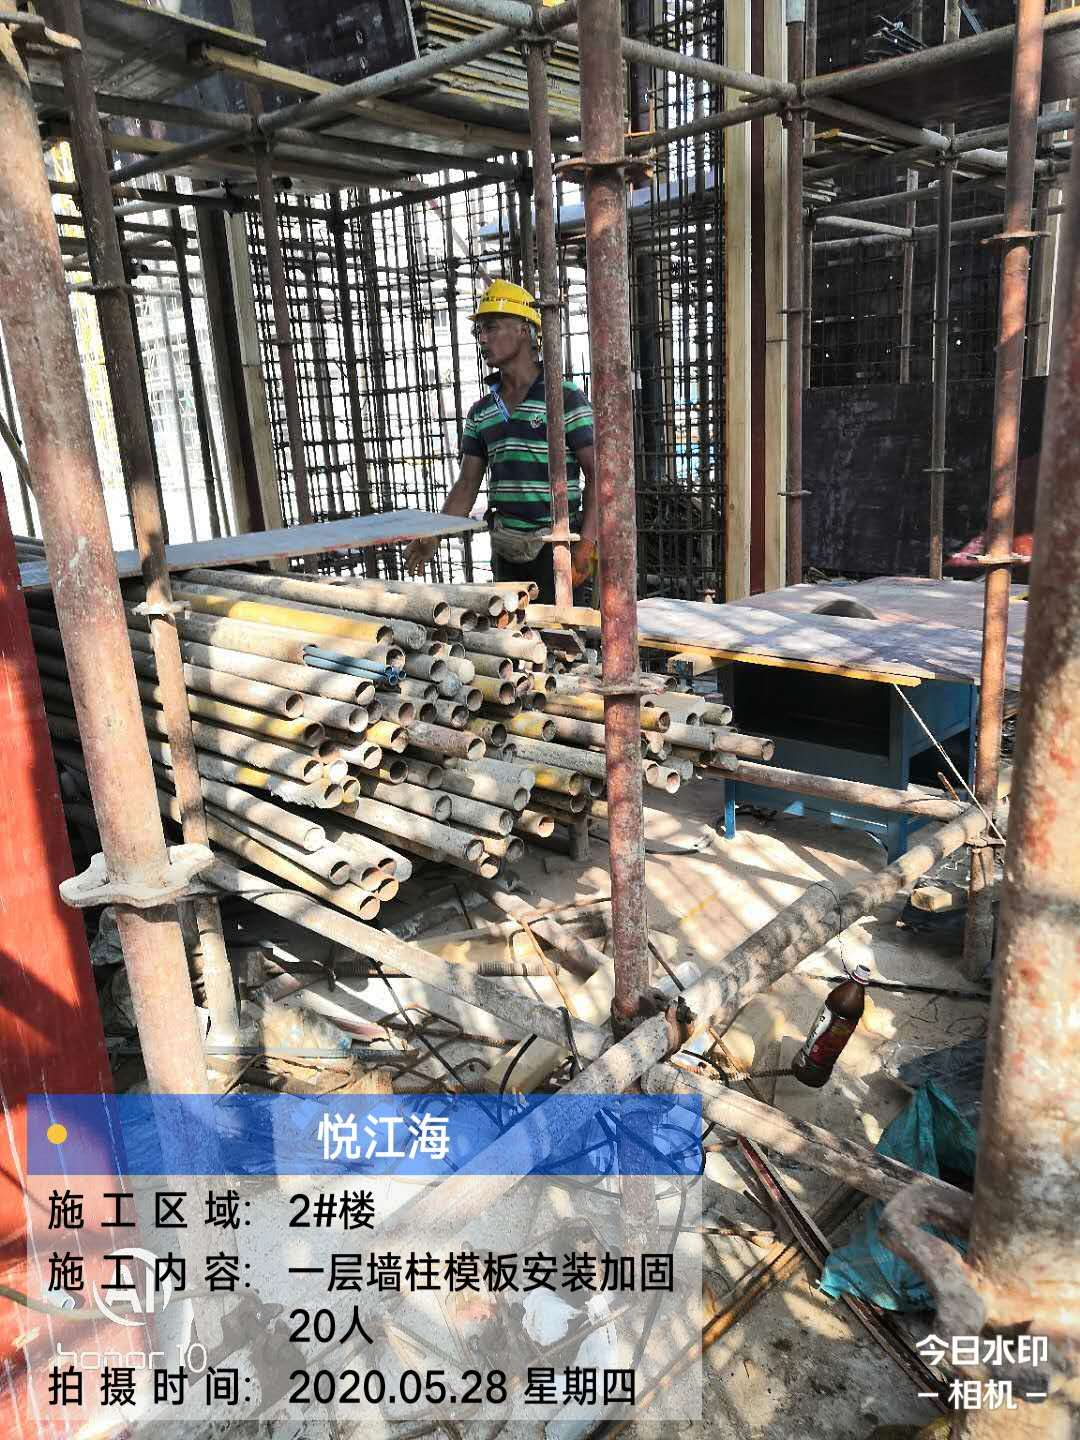 悦江海
施工区域: 2#楼
施工内容: 一层墙柱模板安装加固
20人
拍摄时间: 2020.05.28 星期四
AI
honor 10
今日水印
相机